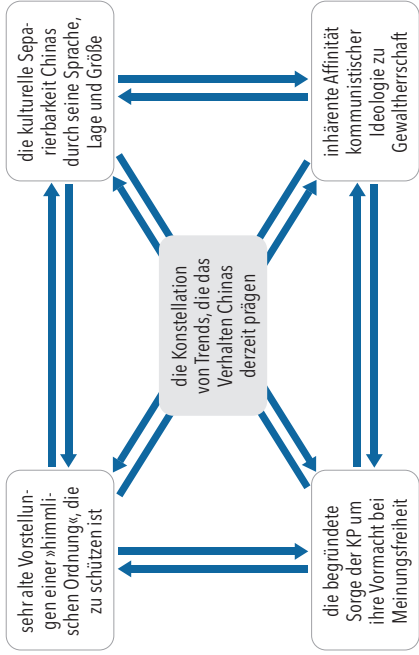 sehr alte Vorstellun-
gen einer »himmli-
schen Ordnung«, die
zu schützen ist
die kulturelle Sepa-
rierbarkeit Chinas
durch seine Sprache,
Lage und Größe
die Konstellation
von Trends, die das
Verhalten Chinas
derzeit prägen
die begründete
Sorge der KP um
ihre Vormacht bei
Meinungsfreiheit
inhärente Affinität
kommunistischer
Ideologie zu
Gewaltherrschaft